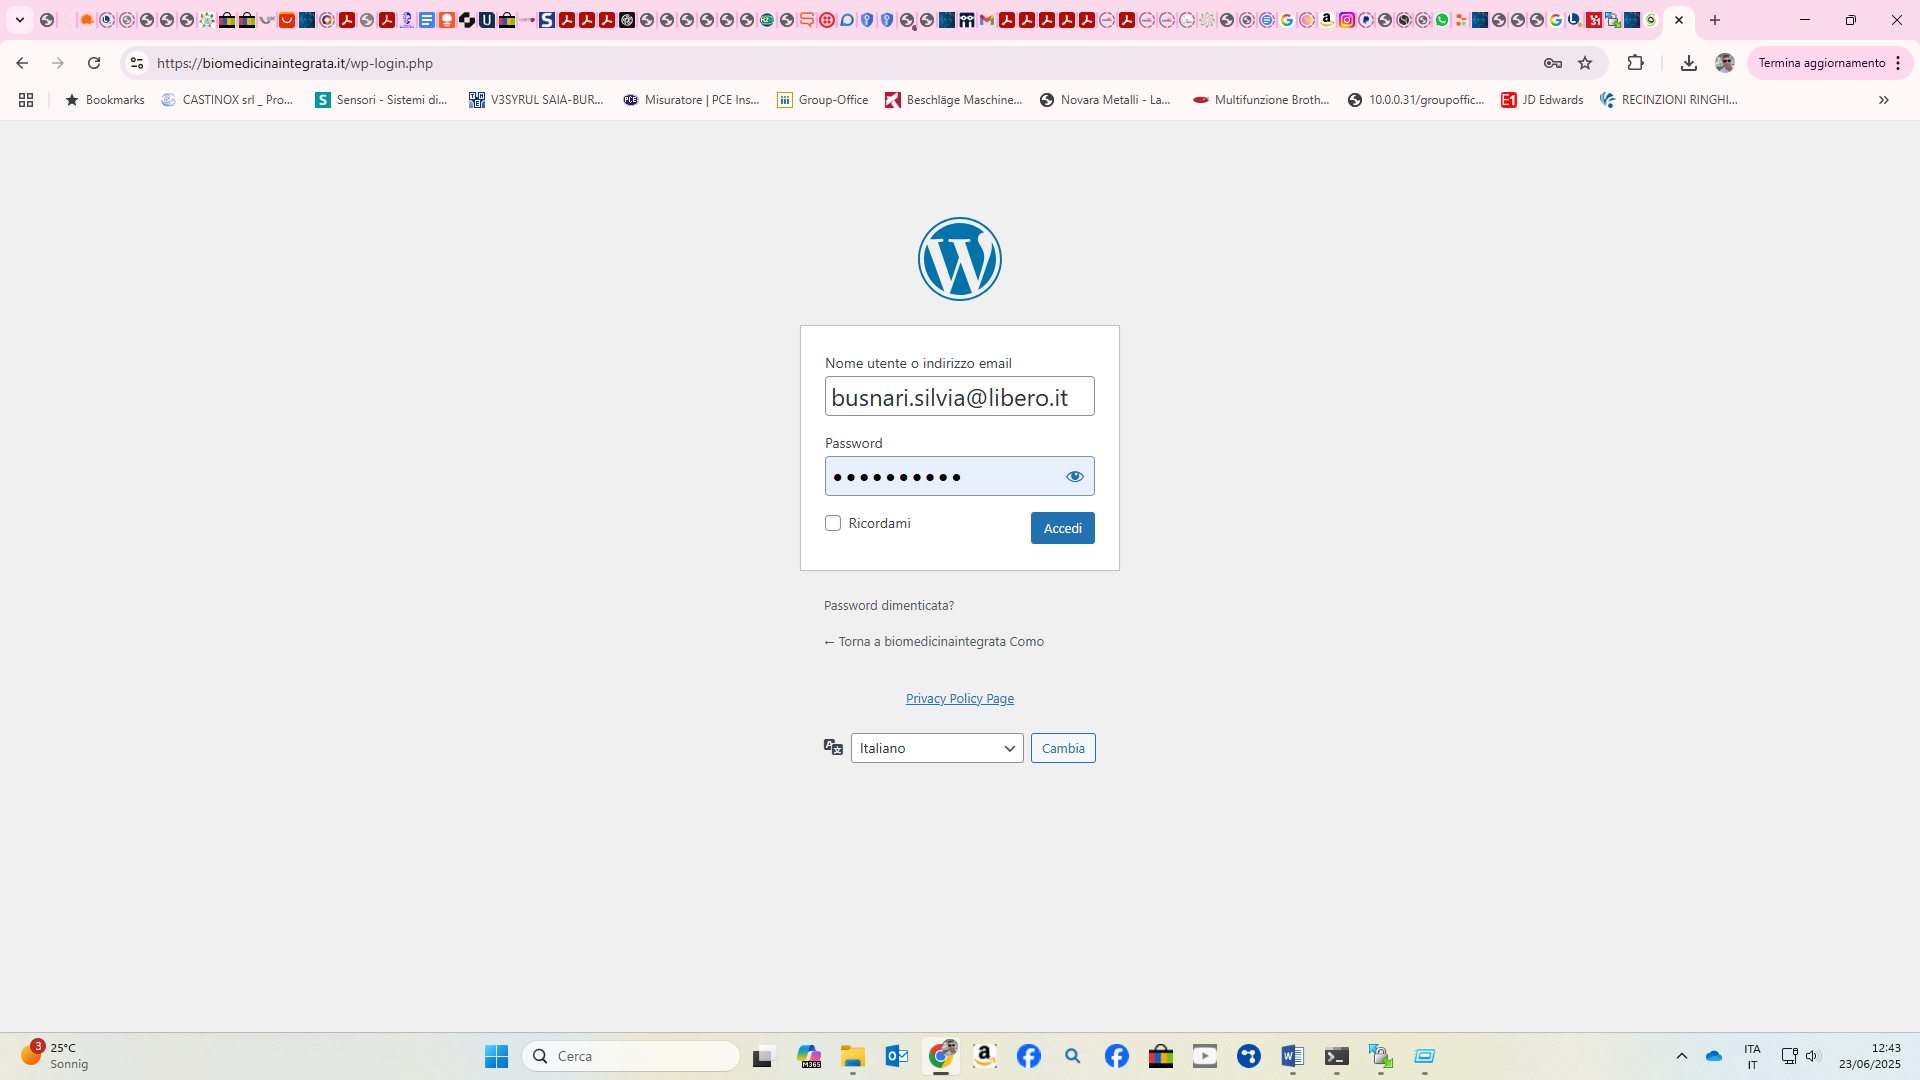 https://biomedicinaintegrata.it/wp-login.php
Termina aggiornamento
Bookmarks
CASTINOX srl _ Pro...
Sensori - Sistemi di...
V3SYRUL SAIA-BUR...
Misuratore | PCE Ins...
Group-Office
Beschläge Maschine...
Novara Metalli - La...
Multifunzione Broth...
10.0.0.31/groupoffic...
JD Edwards
RECINZIONI RINGHI...
Nome utente o indirizzo email
busnari.silvia@libero.it
Password
Ricordami
Accedi
Password dimenticata?
← Torna a biomedicinaintegrata Como
Privacy Policy Page
Italiano
Cambia
3
25°C
Sonnig
Cerca
M365
ITA
IT
12:43
23/06/2025